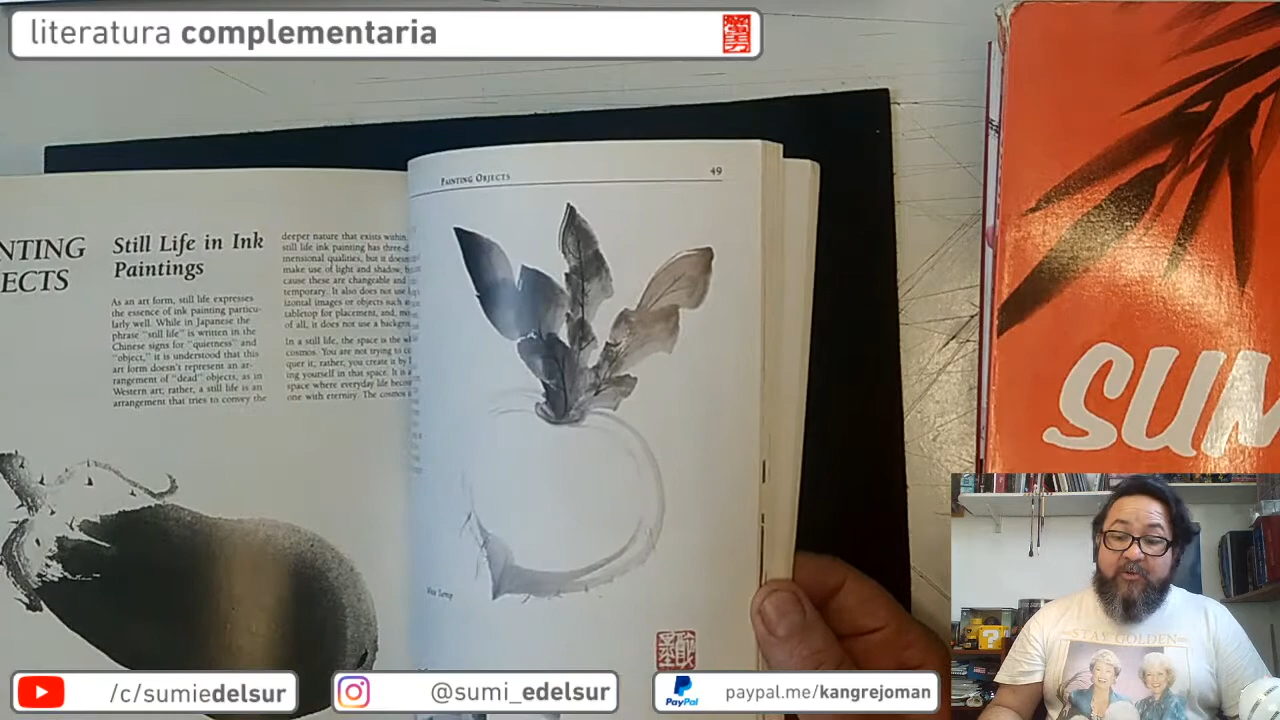 literatura complementaria
NTING
ECTS
Still Life in Ink
Paintings
As an art form, still life expresses
the essence of ink painting particu-
larly well. While in Japanese the
phrase "still life" is written in the
Chinese signs for "quietness" and
"object," it is understood that this
art form doesn't represent an ar-
rangement of "dead" objects, as in
Western art; rather, a still life is an
arrangement that tries to convey the
deeper nature that exists within.
still life ink painting has three-d
mensional qualities, but it doesn
make use of light and shadow, b
cause these are changeable and
temporary. It also does not use
izontal images or objects such
tabletop for placement, and, mo
of all, it does not use a backgro
In a still life, the space is the w
cosmos. You are not trying to co
quer it; rather, you create it by
ing yourself in that space. It is a
space where everyday life beco
one with eternity. The cosmos
PAINTING OBJECTS
49
SUM
STAY GOLDEN
/c/sumiedelsur
@sumi_edelsur
PayPal
paypal.me/kangrejoman